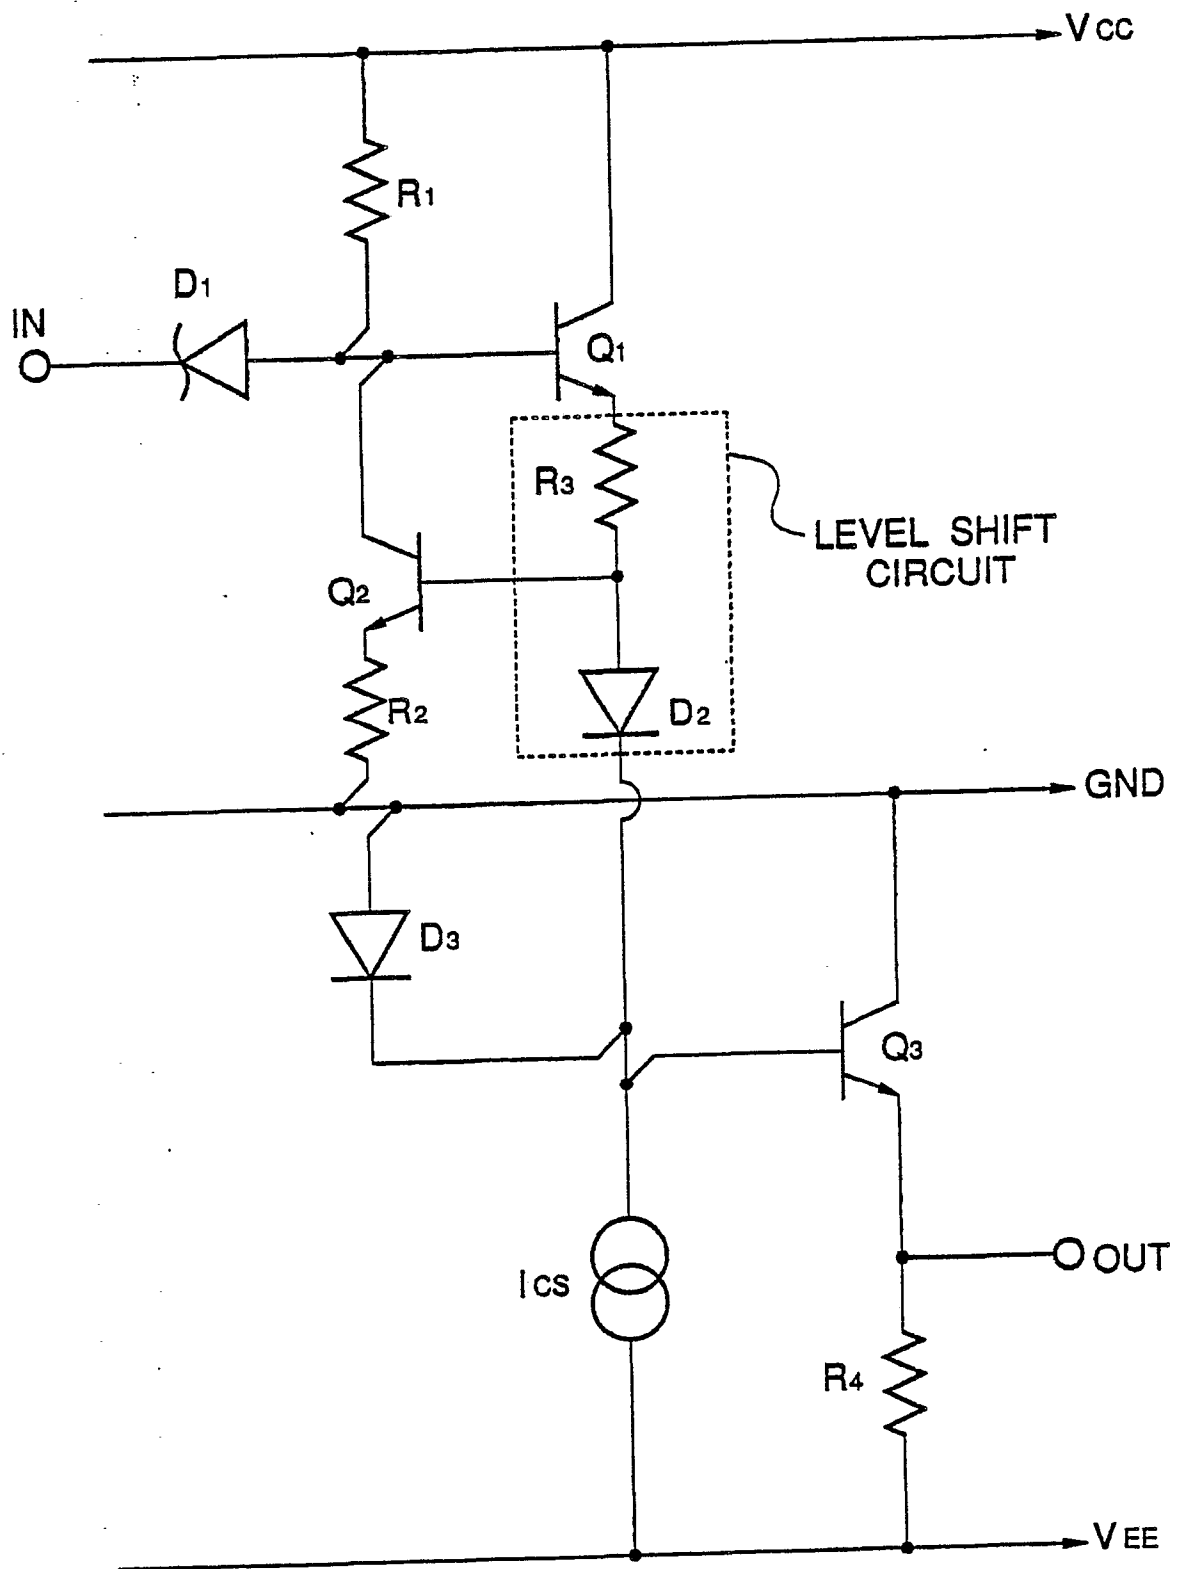 VCC
R1
D1
IN
Q1
R3
LEVEL SHIFT
CIRCUIT
Q2
R2
D2
GND
D3
Q3
ICS
OUT
R4
VEE